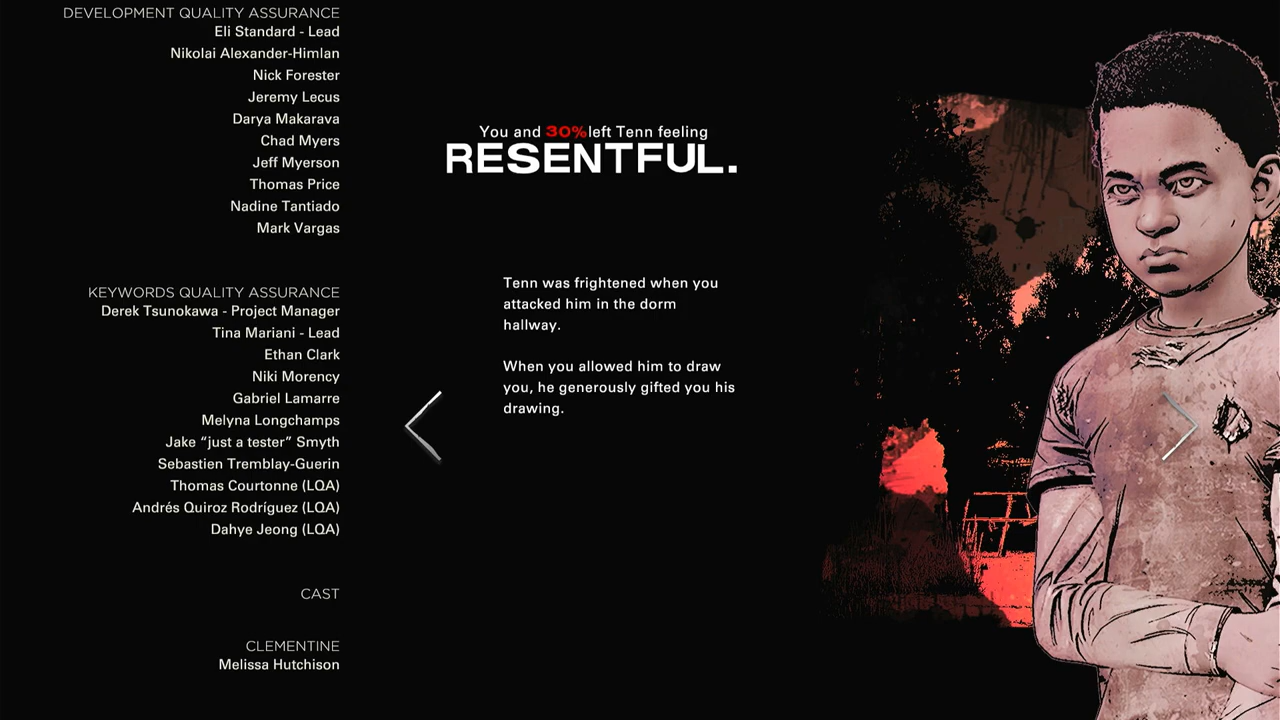 DEVELOPMENT QUALITY ASSURANCE
Eli Standard - Lead
Nikolai Alexander-Himlan
Nick Forester
Jeremy Lecus
Darya Makarava
Chad Myers
Jeff Myerson
Thomas Price
Nadine Tantiado
Mark Vargas
KEYWORDS QUALITY ASSURANCE
Derek Tsunokawa - Project Manager
Tina Mariani - Lead
Ethan Clark
Niki Morency
Gabriel Lamarre
Melyna Longchamps
Jake “just a tester” Smyth
Sebastien Tremblay-Guerin
Thomas Courtonne (LQA)
Andrés Quiroz Rodríguez (LQA)
Dahye Jeong (LQA)
CAST
CLEMENTINE
Melissa Hutchison
You and 30%left Tenn feeling
RESENTFUL.
Tenn was frightened when you
attacked him in the dorm
hallway.
When you allowed him to draw
you, he generously gifted you his
drawing.